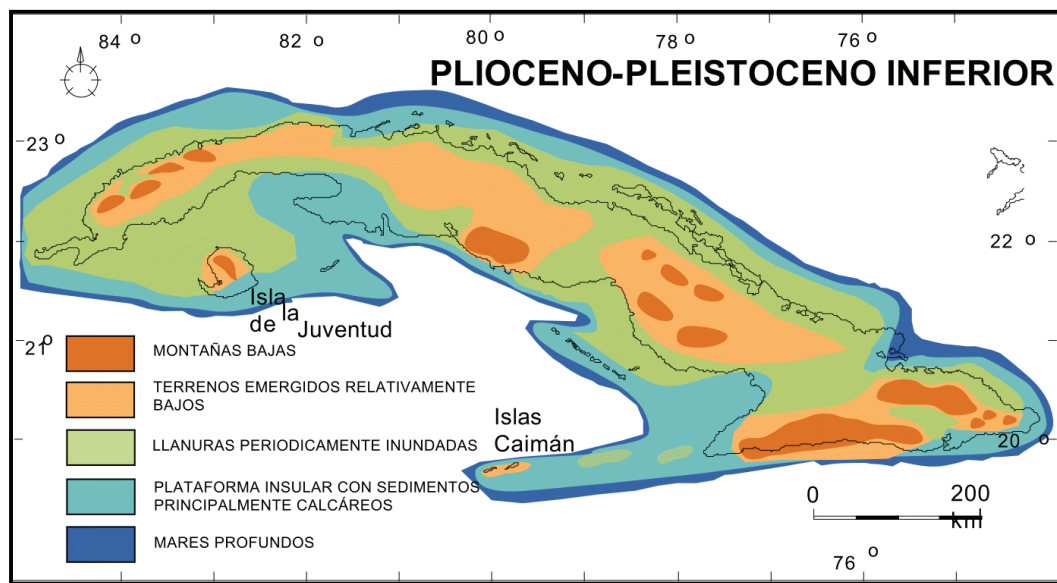 84 o
82 o
80 o
78 o
76 o
PLIOCENO-PLEISTOCENO INFERIOR
23 o
22 o
Isla
de la
Juventud
21 o
MONTAÑAS BAJAS
TERRENOS EMERGIDOS RELATIVAMENTE
BAJOS
LLANURAS PERIODICAMENTE INUNDADAS
PLATAFORMA INSULAR CON SEDIMENTOS
PRINCIPALMENTE CALCÁREOS
MARES PROFUNDOS
Islas
Caimán
20 o
0 200
km
76 o